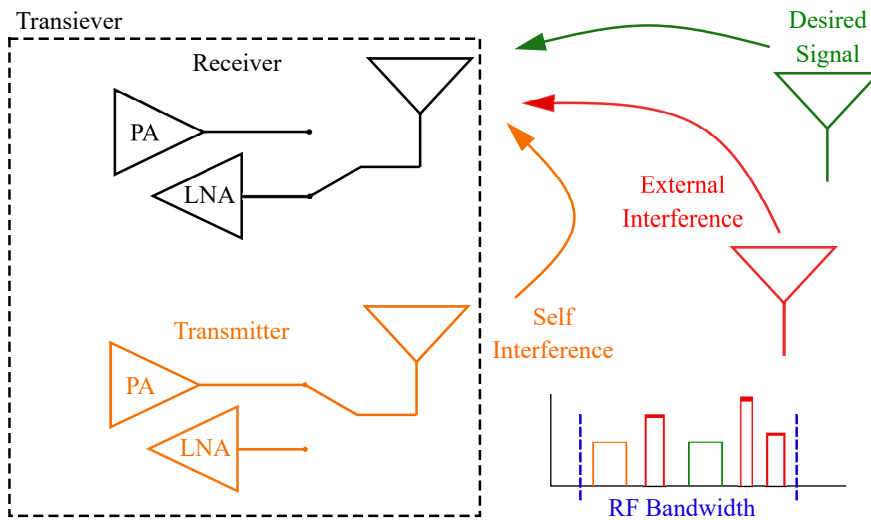 Transiever
Receiver
PA
LNA
Transmitter
PA
LNA
Desired
Signal
External
Interference
Self
Interference
RF Bandwidth